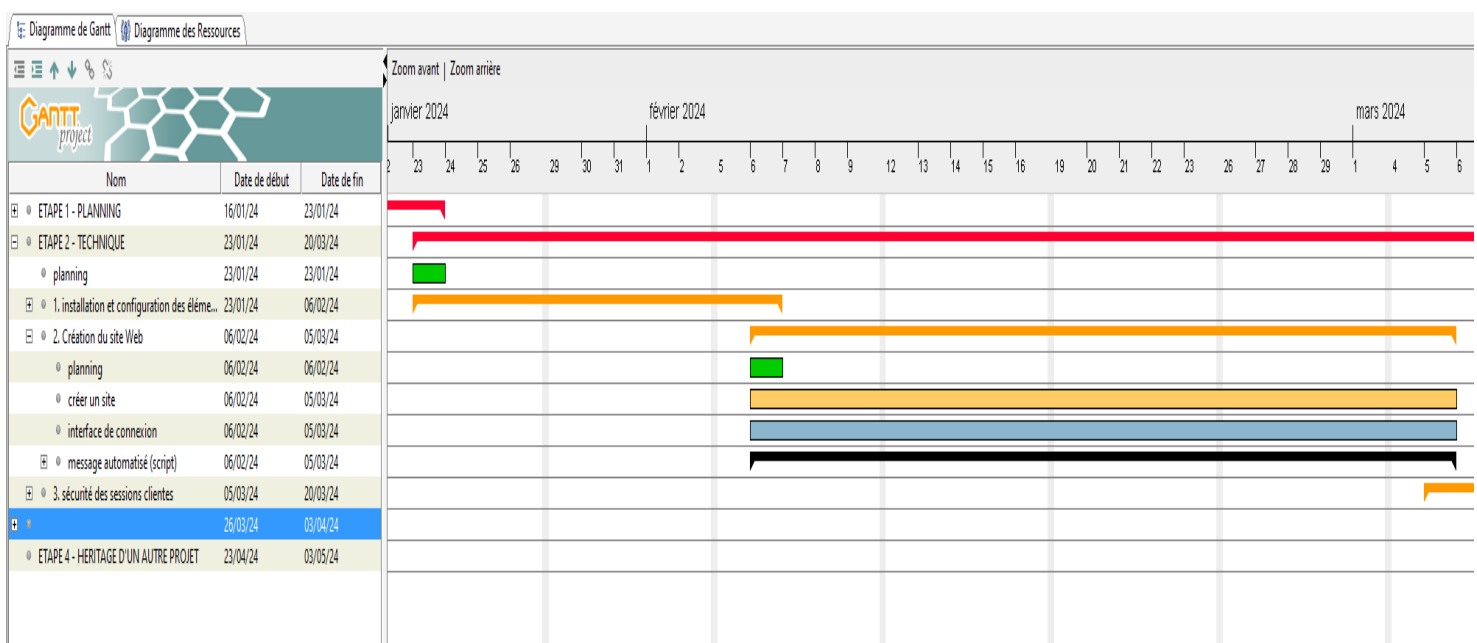 Diagramme de Gantt Diagramme des Ressources
Zoom avant | Zoom arrière
GANTT
project
janvier 2024 février 2024 mars 2024
2 23 24 25 26 29 30 31 1 2 5 6 7 8 9 12 13 14 15 16 19 20 21 22 23 26 27 28 29 1 4 5 6
Nom Date de début Date de fin
ETAPE 1 - PLANNING 16/01/24 23/01/24
ETAPE 2 - TECHNIQUE 23/01/24 20/03/24
planning 23/01/24 23/01/24
1. installation et configuration des éléme... 23/01/24 06/02/24
2. Création du site Web 06/02/24 05/03/24
planning 06/02/24 06/02/24
créer un site 06/02/24 05/03/24
interface de connexion 06/02/24 05/03/24
message automatisé (script) 06/02/24 05/03/24
3. sécurité des sessions clientes 05/03/24 20/03/24
26/03/24 03/04/24
ETAPE 4 - HERITAGE D'UN AUTRE PROJET 23/04/24 03/05/24